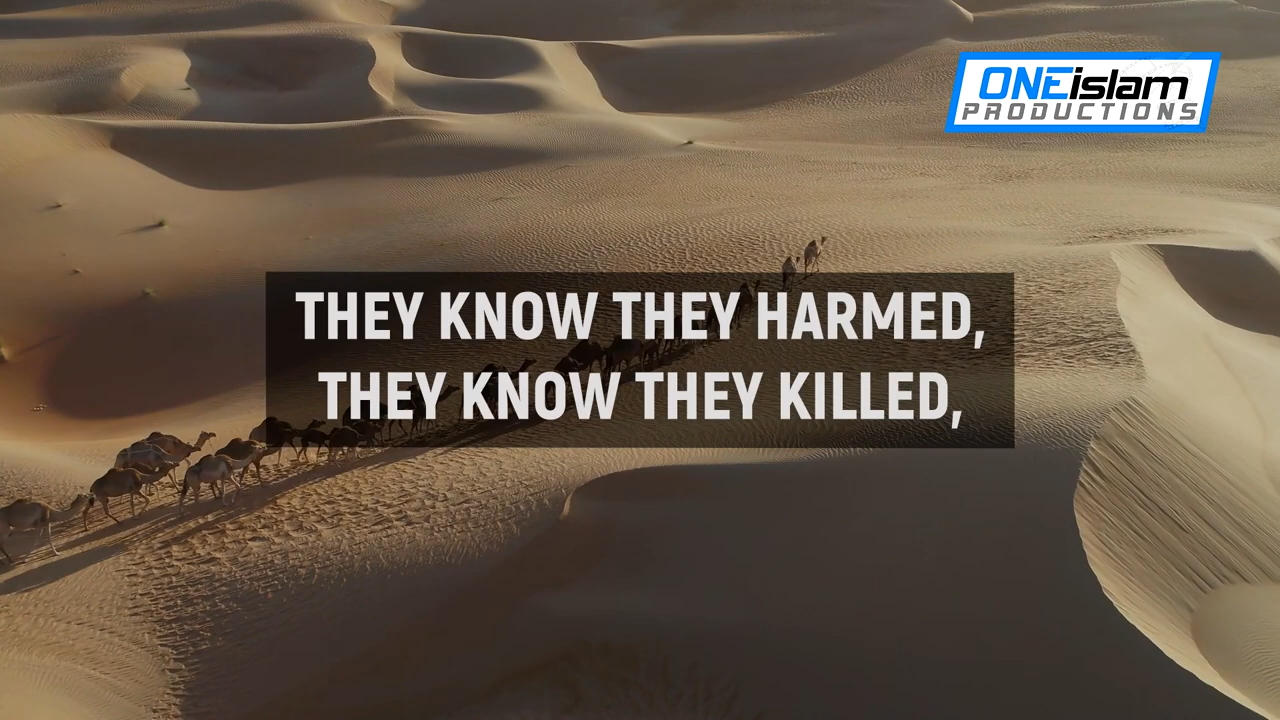 ONEislam
PRODUCTIONS
THEY KNOW THEY HARMED,
THEY KNOW THEY KILLED,